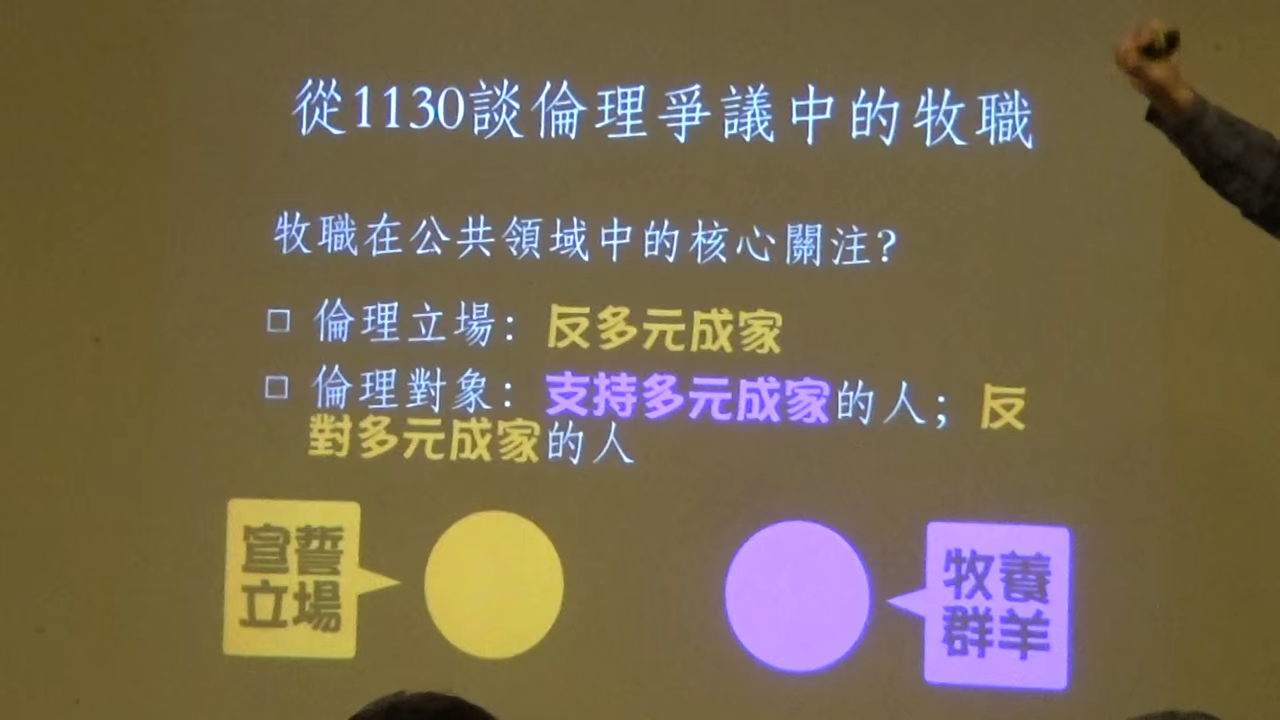 從1130談倫理爭議中的牧職
牧職在公共領域中的核心關注?
□ 倫理立場：反多元成家
□ 倫理對象：支持多元成家的人；反
對多元成家的人
宣誓
立場
牧養
群羊